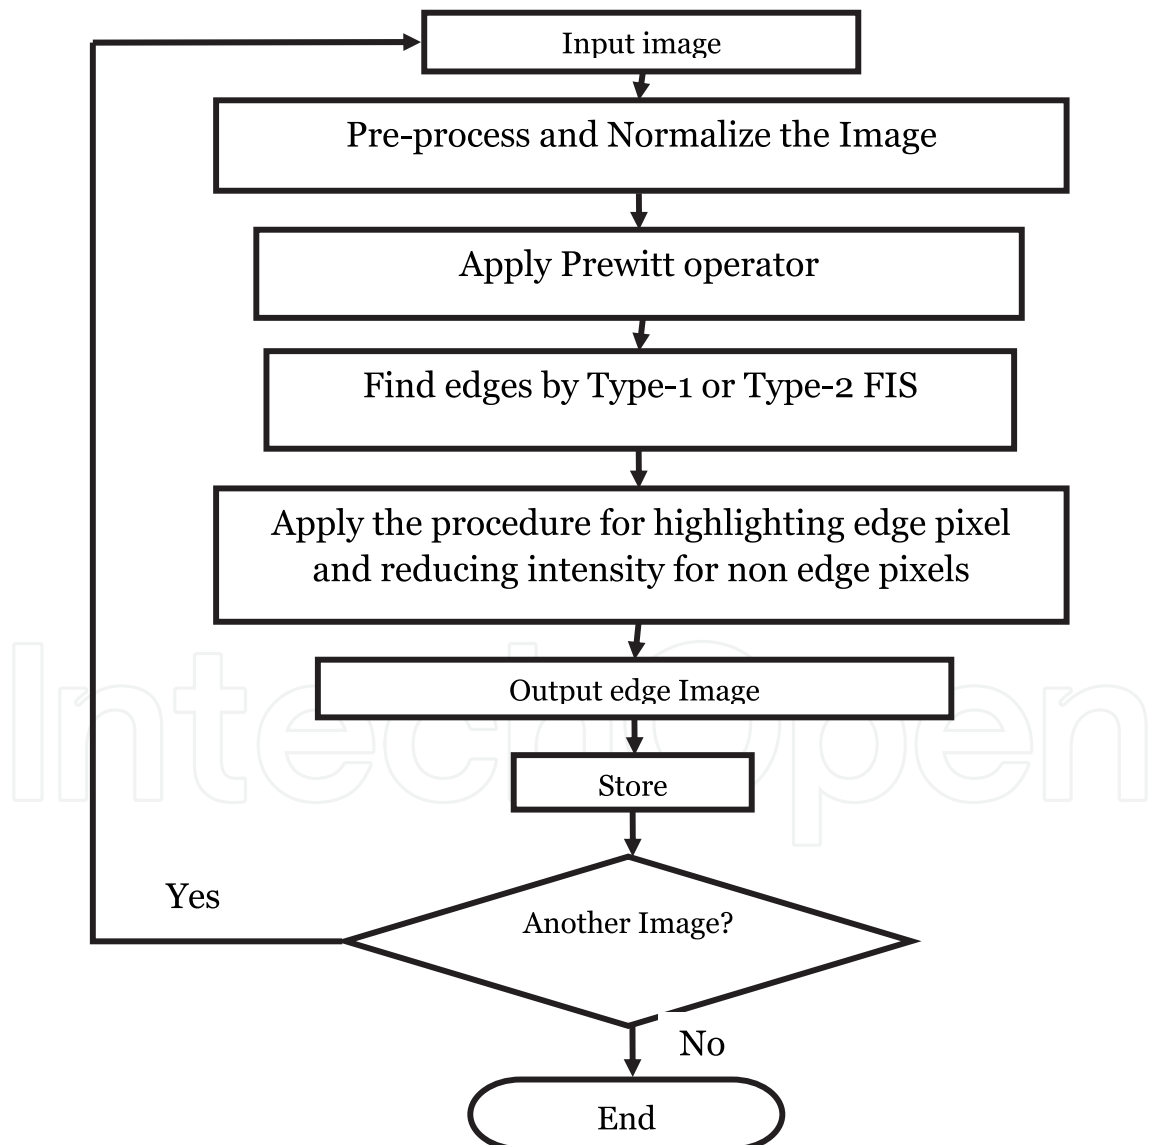 Input image
Pre-process and Normalize the Image
Apply Prewitt operator
Find edges by Type-1 or Type-2 FIS
Apply the procedure for highlighting edge pixel
and reducing intensity for non edge pixels
Output edge Image
IntechOpen
Store
Yes
Another Image?
No
End